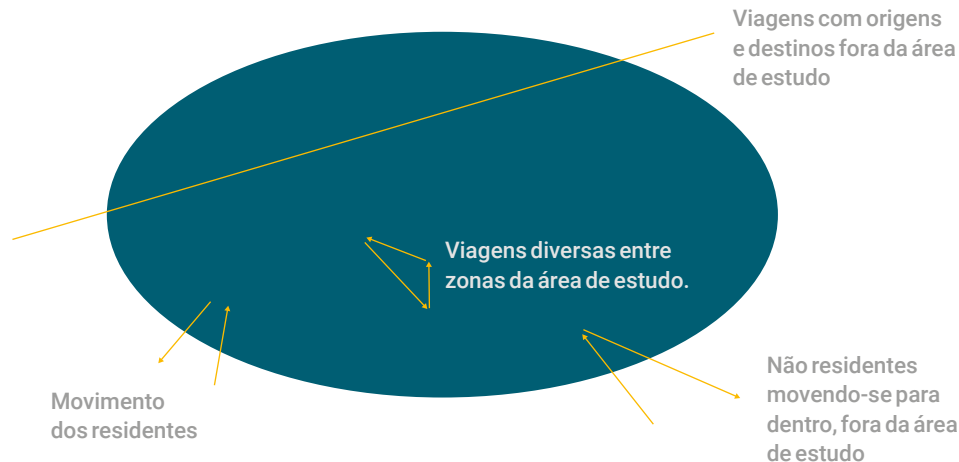 Viagens com origens
e destinos fora da área
de estudo
Viagens diversas entre
zonas da área de estudo.
Movimento
dos residentes
Não residentes
movendo-se para
dentro, fora da área
de estudo